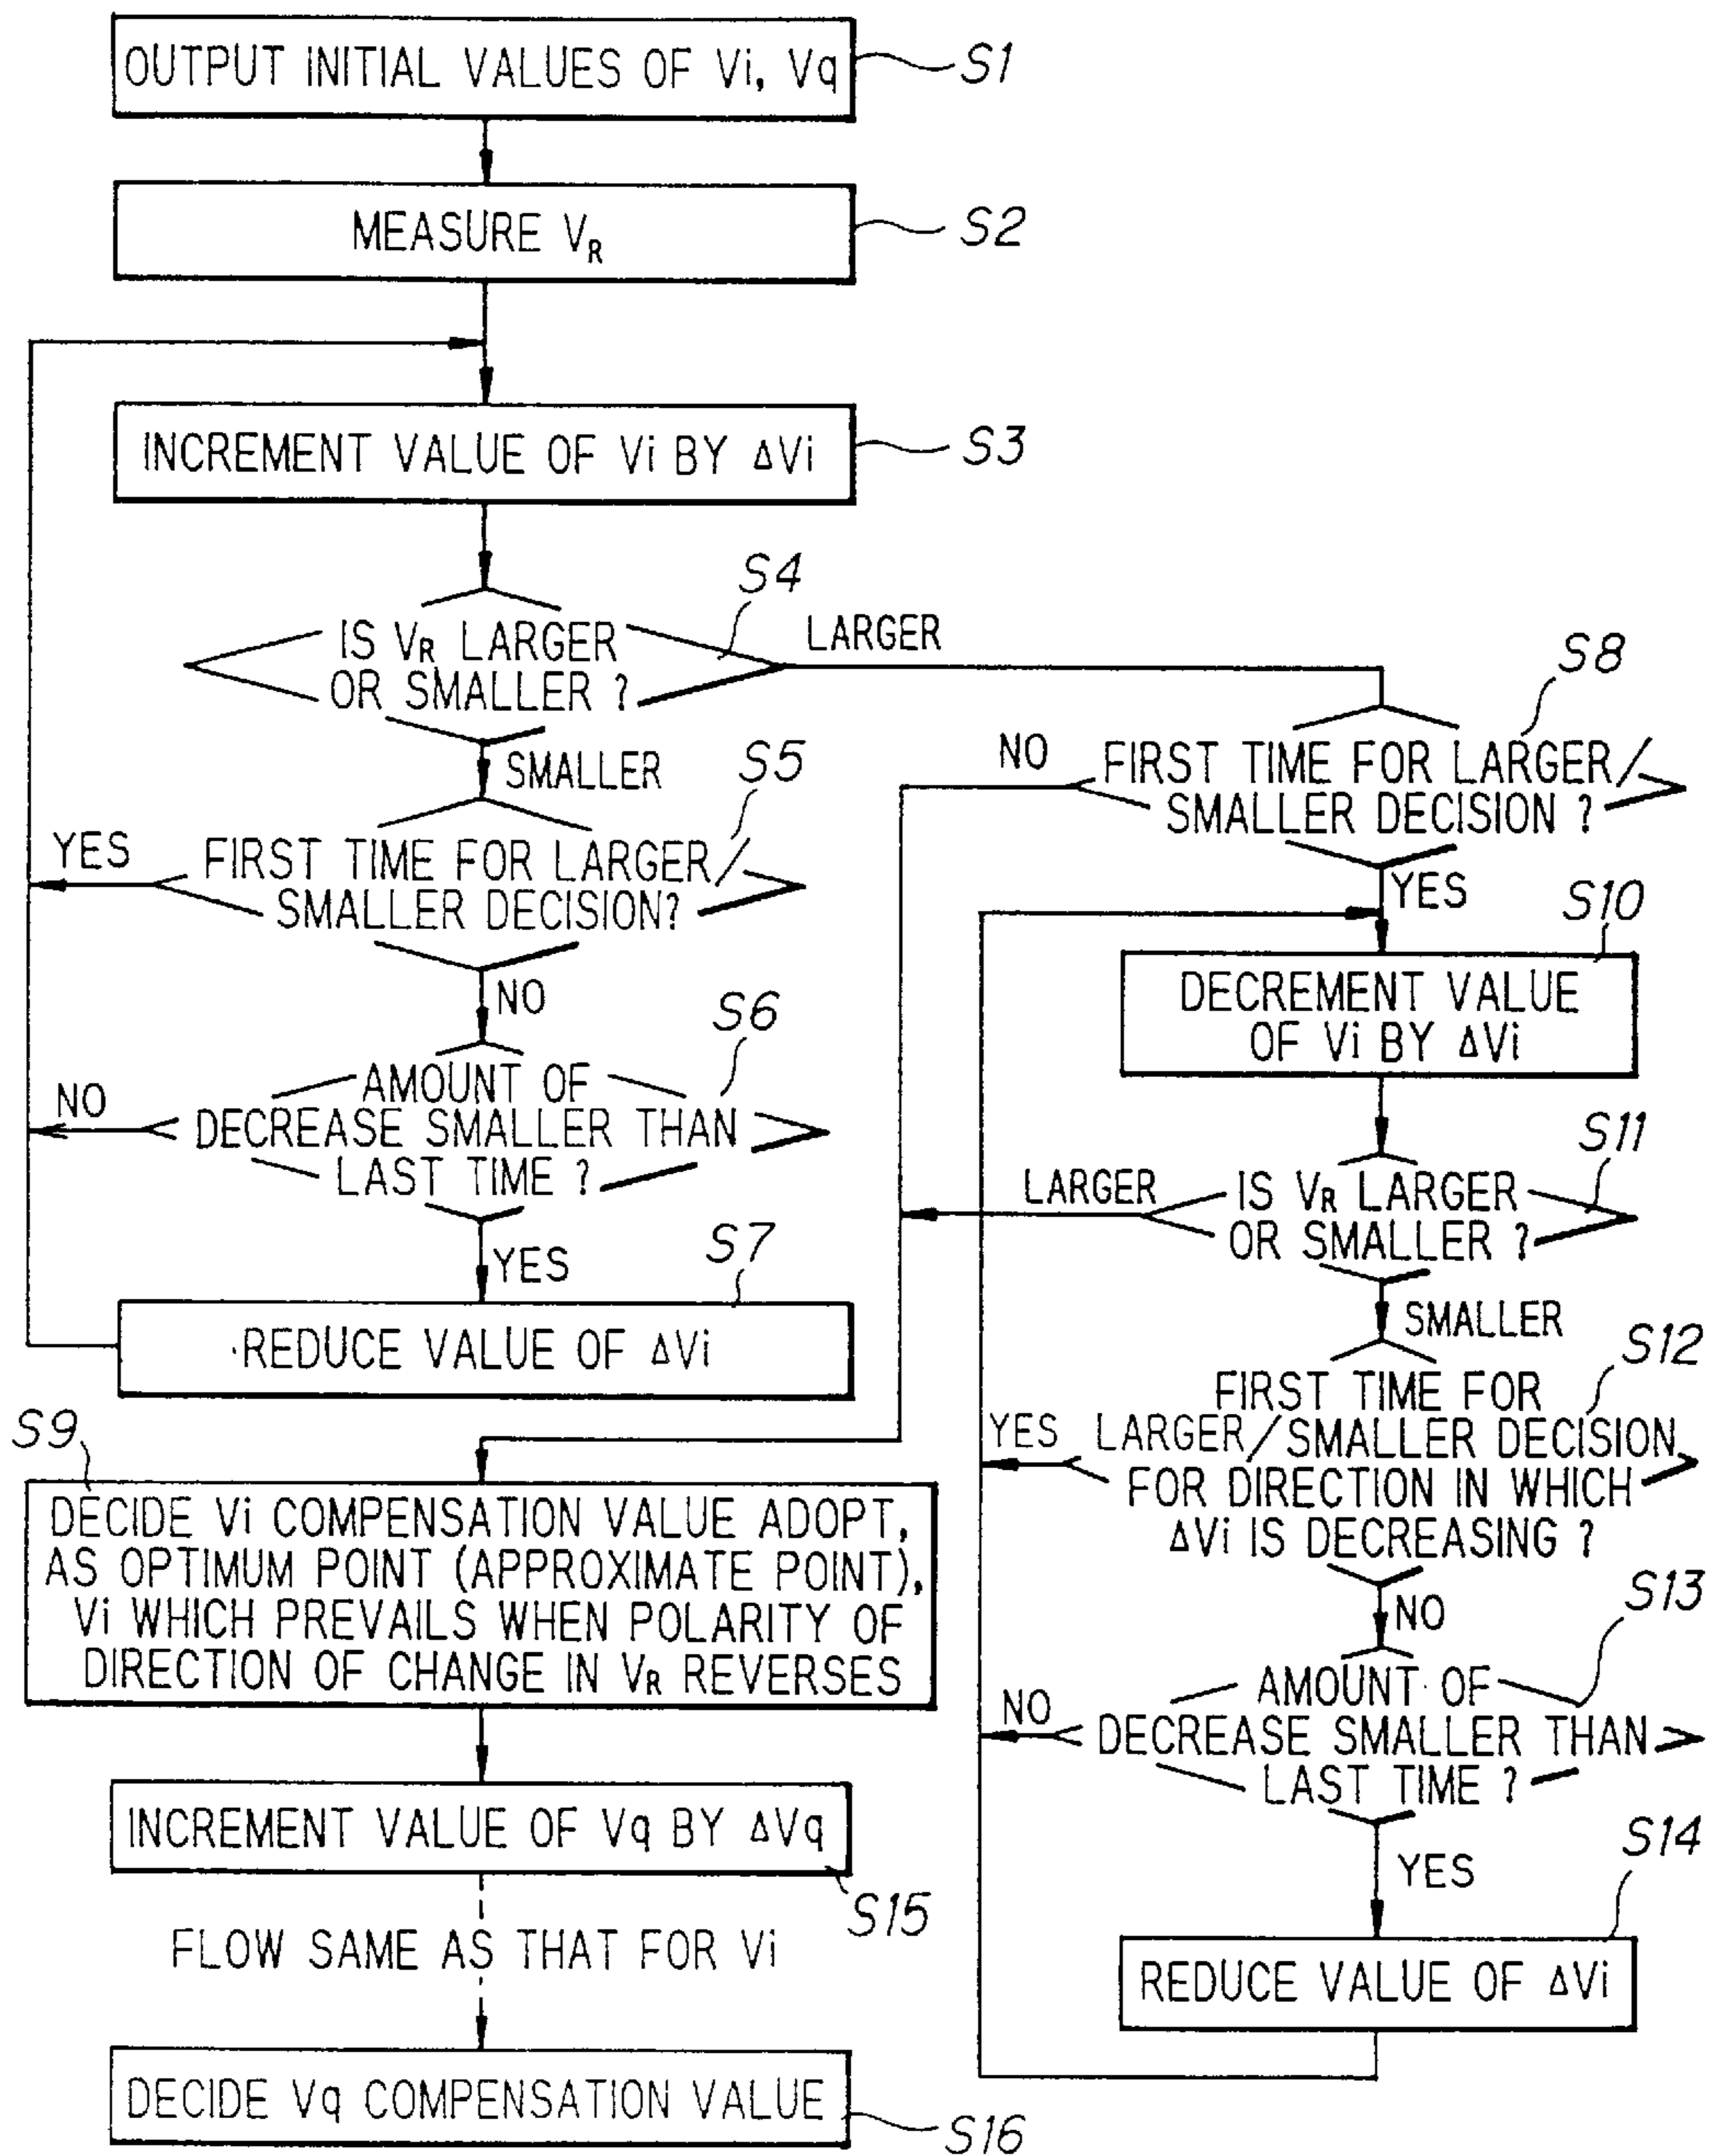 OUTPUT INITIAL VALUES OF Vi, Vq
S1
MEASURE VR
S2
INCREMENT VALUE OF Vi BY ΔVi
S3
IS VR LARGER
OR SMALLER ?
S4
LARGER
SMALLER
FIRST TIME FOR LARGER/
SMALLER DECISION?
S5
YES
NO
AMOUNT OF
DECREASE SMALLER THAN
LAST TIME ?
S6
NO
YES
REDUCE VALUE OF ΔVi
S7
FIRST TIME FOR LARGER/
SMALLER DECISION ?
S8
NO
YES
DECREMENT VALUE
OF Vi BY ΔVi
S10
IS VR LARGER
OR SMALLER ?
S11
LARGER
SMALLER
FIRST TIME FOR
LARGER/SMALLER DECISION
FOR DIRECTION IN WHICH
ΔVi IS DECREASING ?
S12
YES
NO
AMOUNT OF
DECREASE SMALLER THAN
LAST TIME ?
S13
NO
YES
REDUCE VALUE OF ΔVi
S14
S9
DECIDE Vi COMPENSATION VALUE ADOPT,
AS OPTIMUM POINT (APPROXIMATE POINT),
Vi WHICH PREVAILS WHEN POLARITY OF
DIRECTION OF CHANGE IN VR REVERSES
INCREMENT VALUE OF Vq BY ΔVq
S15
FLOW SAME AS THAT FOR Vi
DECIDE Vq COMPENSATION VALUE
S16